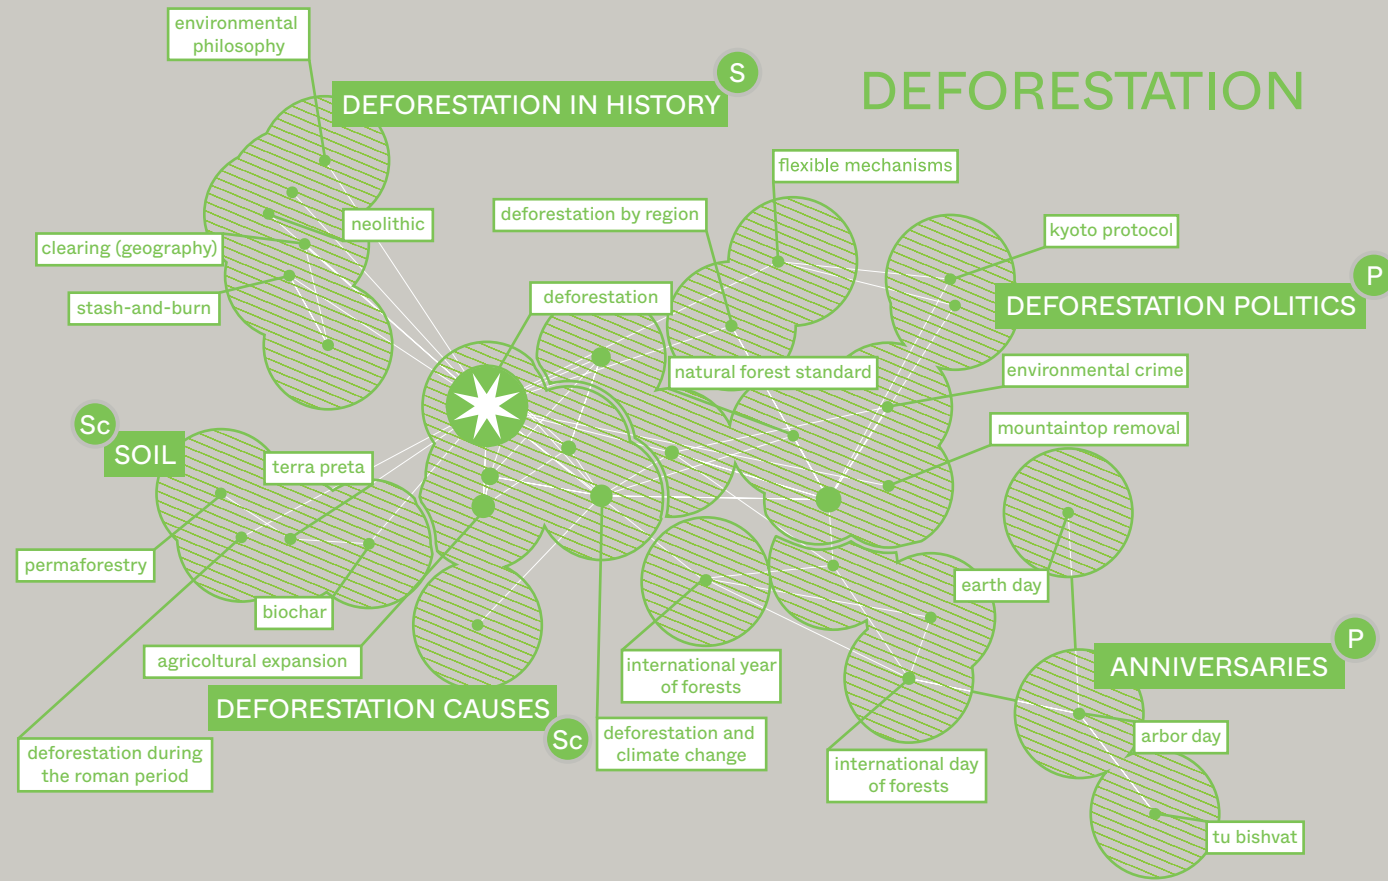 environmental
philosophy
S
DEFORESTATION IN HISTORY
DEFORESTATION
flexible mechanisms
deforestation by region
neolithic
kyoto protocol
clearing (geography)
P
stash-and-burn
deforestation
DEFORESTATION POLITICS
natural forest standard
environmental crime
Sc
SOIL
mountaintop removal
terra preta
permaforestry
earth day
biochar
agricoltural expansion
international year
of forests
P
ANNIVERSARIES
DEFORESTATION CAUSES
Sc
deforestation during
the roman period
deforestation and
climate change
arbor day
international day
of forests
tu bishvat